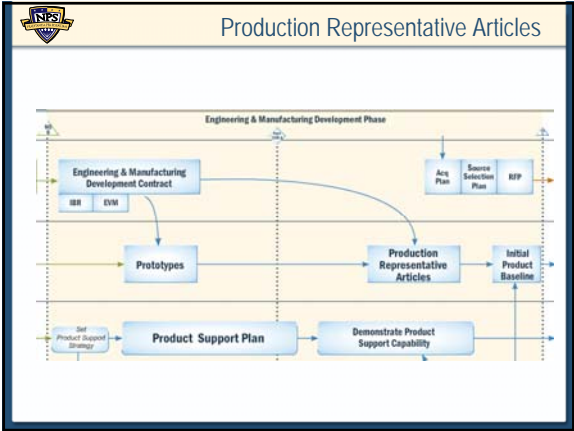 NPS
Production Representative Articles
Engineering & Manufacturing Development Phase
Engineering & Manufacturing
Development Contract
IBR
EVM
Acq
Plan
Source
Selection
Plan
RFP
Prototypes
Production
Representative
Articles
Initial
Product
Baseline
Set
Product Support
Strategy
Product Support Plan
Demonstrate Product
Support Capability